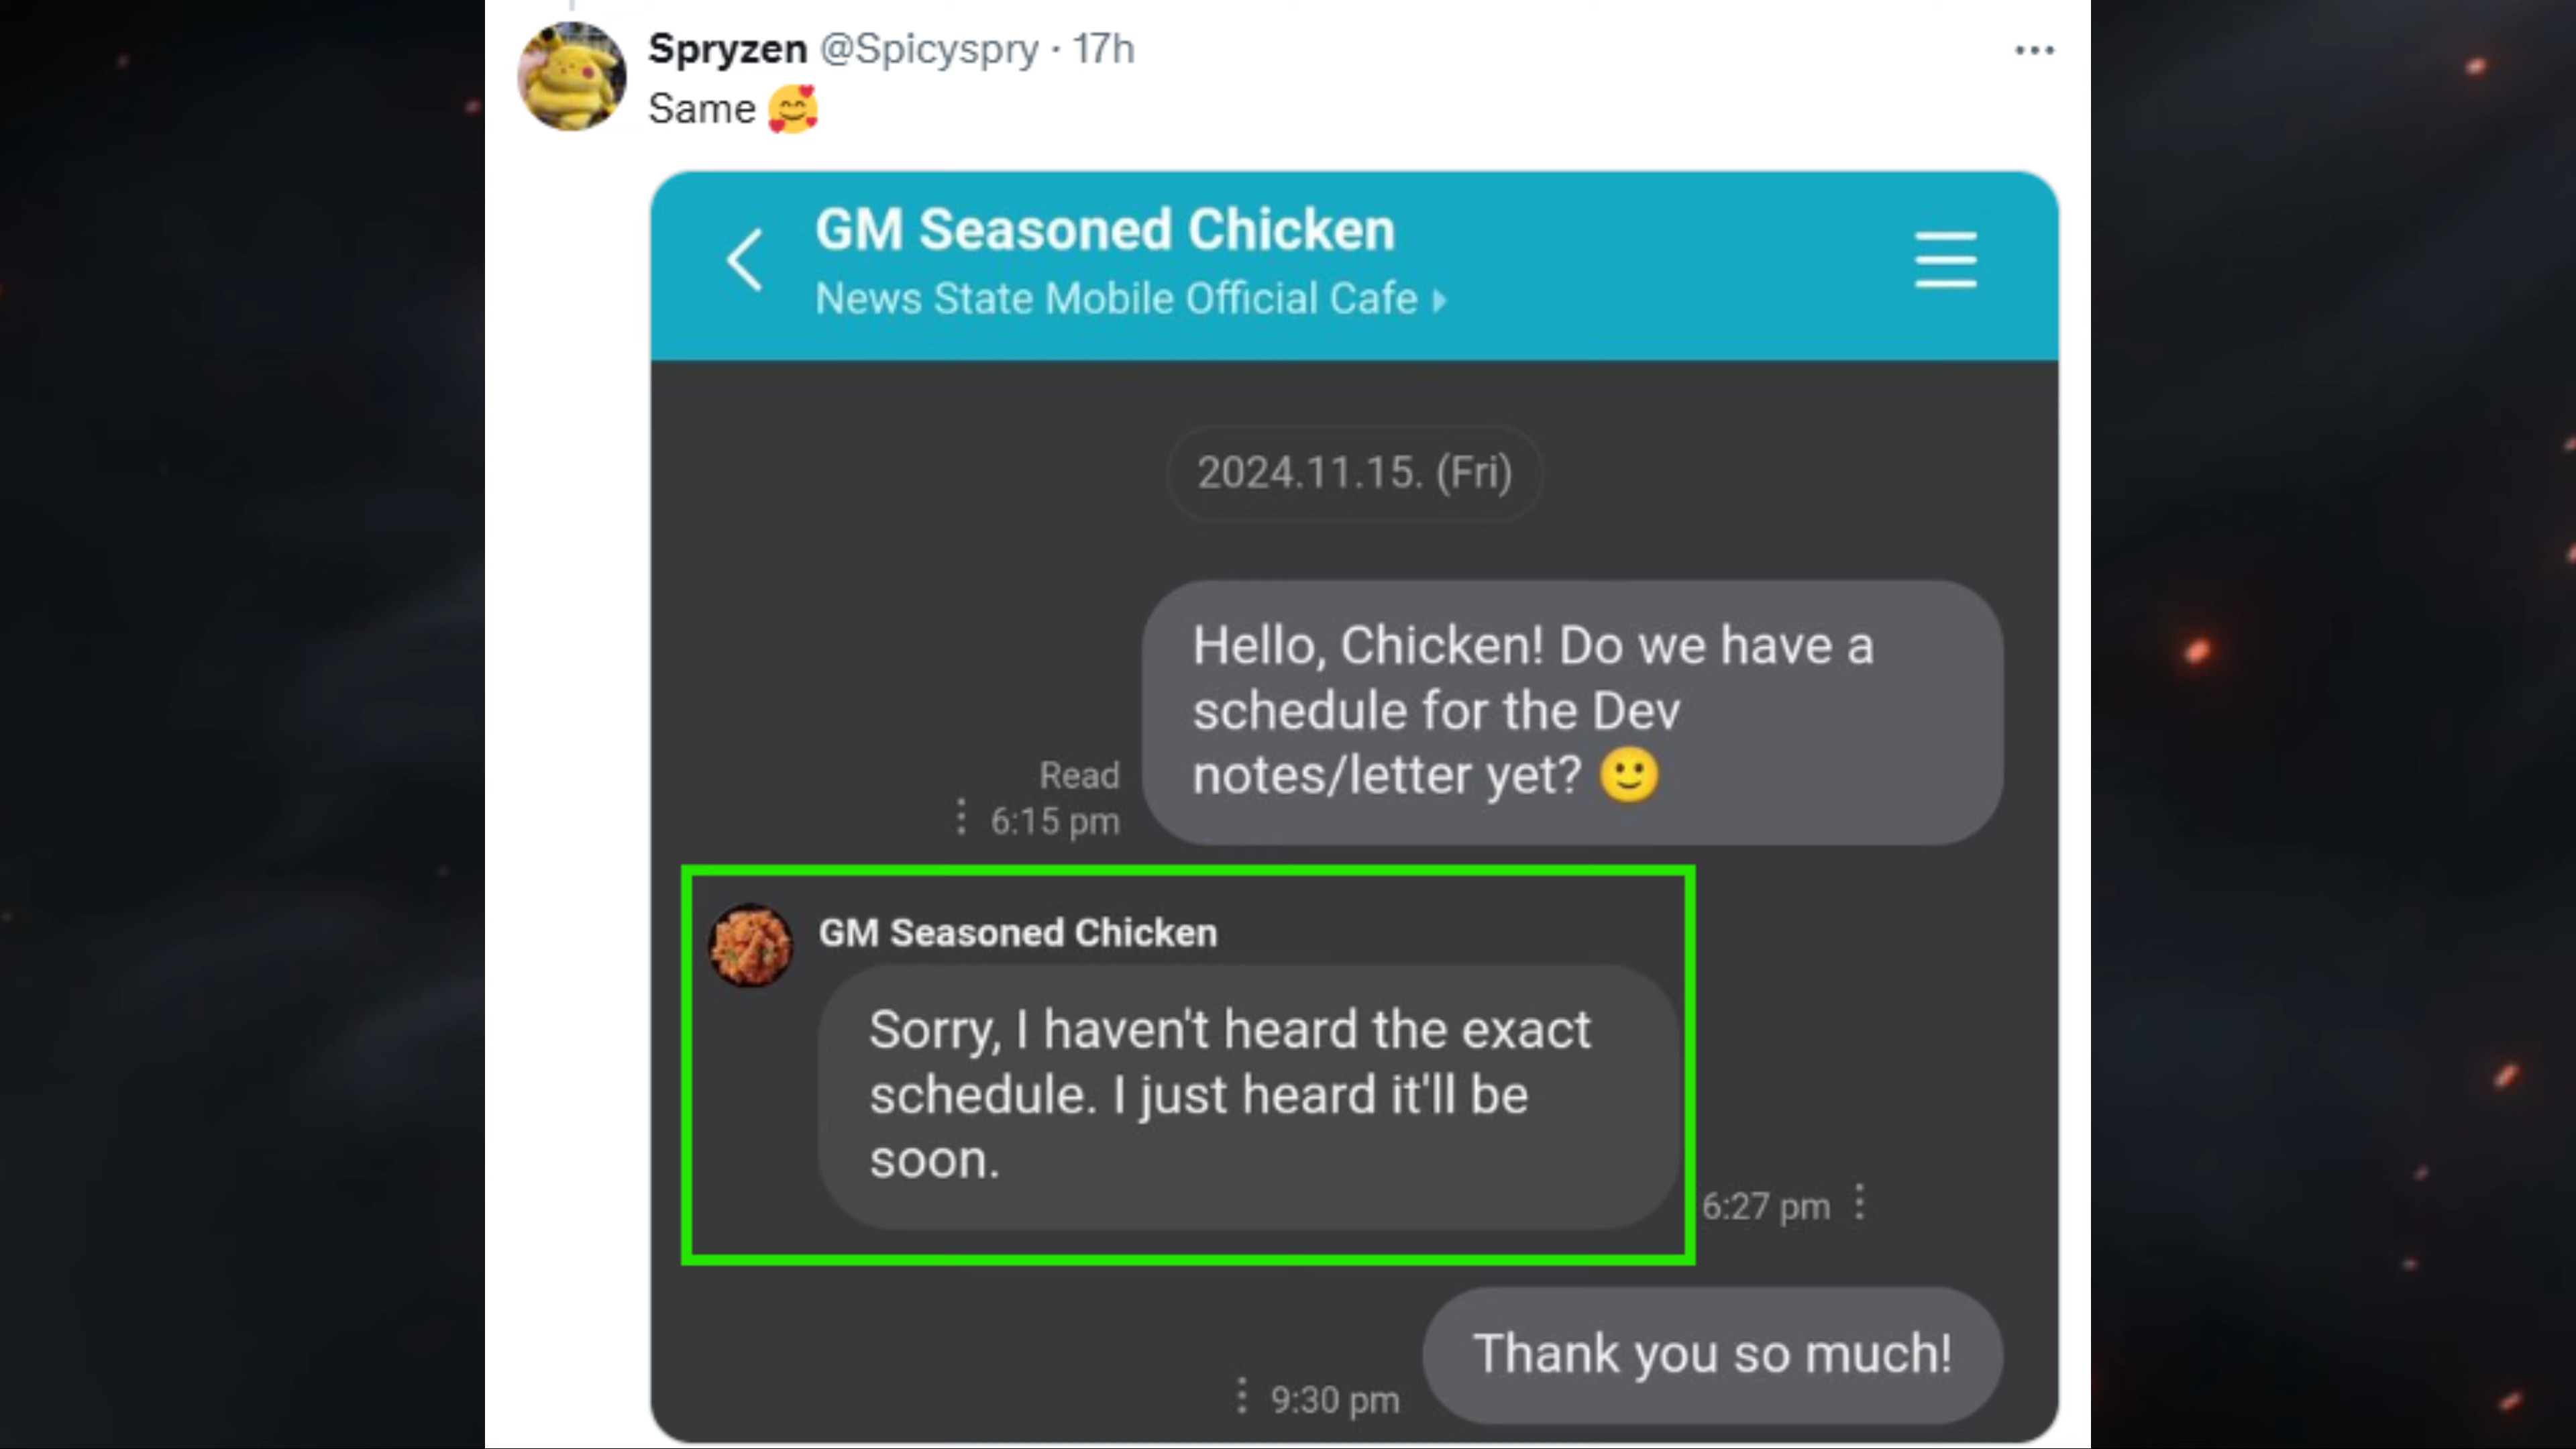 Spryzen @Spicyspry · 17h
Same 🥰
GM Seasoned Chicken
News State Mobile Official Cafe
2024.11.15. (Fri)
Hello, Chicken! Do we have a
schedule for the Dev
notes/letter yet? 🙂
Read
6:15 pm
GM Seasoned Chicken
Sorry, I haven't heard the exact
schedule. I just heard it'll be
soon.
6:27 pm
Thank you so much!
9:30 pm